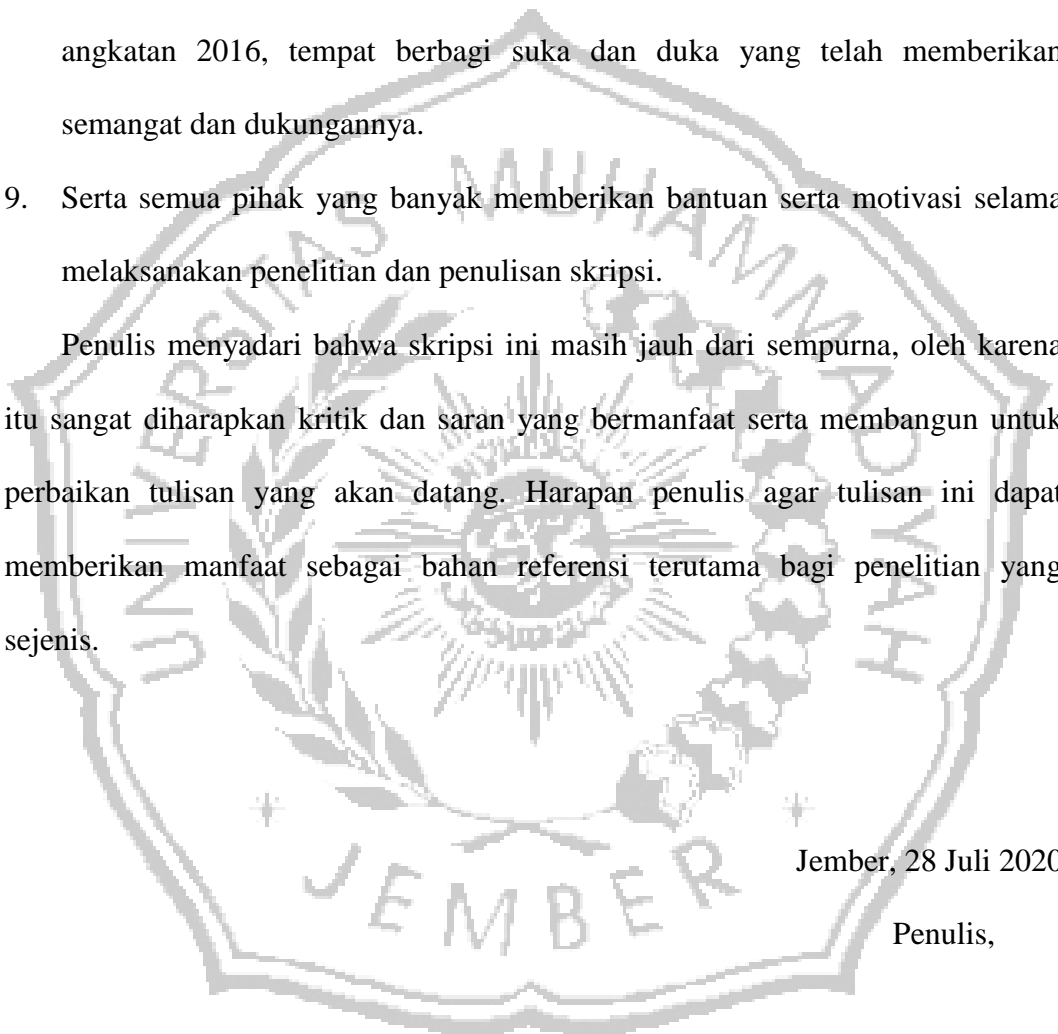 angkatan 2016, tempat berbagi suka dan duka yang telah memberikan
semangat dan dukungannya.
9. Serta semua pihak yang banyak memberikan bantuan serta motivasi selama
melaksanakan penelitian dan penulisan skripsi.
Penulis menyadari bahwa skripsi ini masih jauh dari sempurna, oleh karena
itu sangat diharapkan kritik dan saran yang bermanfaat serta membangun untuk
perbaikan tulisan yang akan datang. Harapan penulis agar tulisan ini dapat
memberikan manfaat sebagai bahan referensi terutama bagi penelitian yang
sejenis.
Jember, 28 Juli 2020
Penulis,
UNIVERSITAS MUHAMMADIYAH
JEMBER